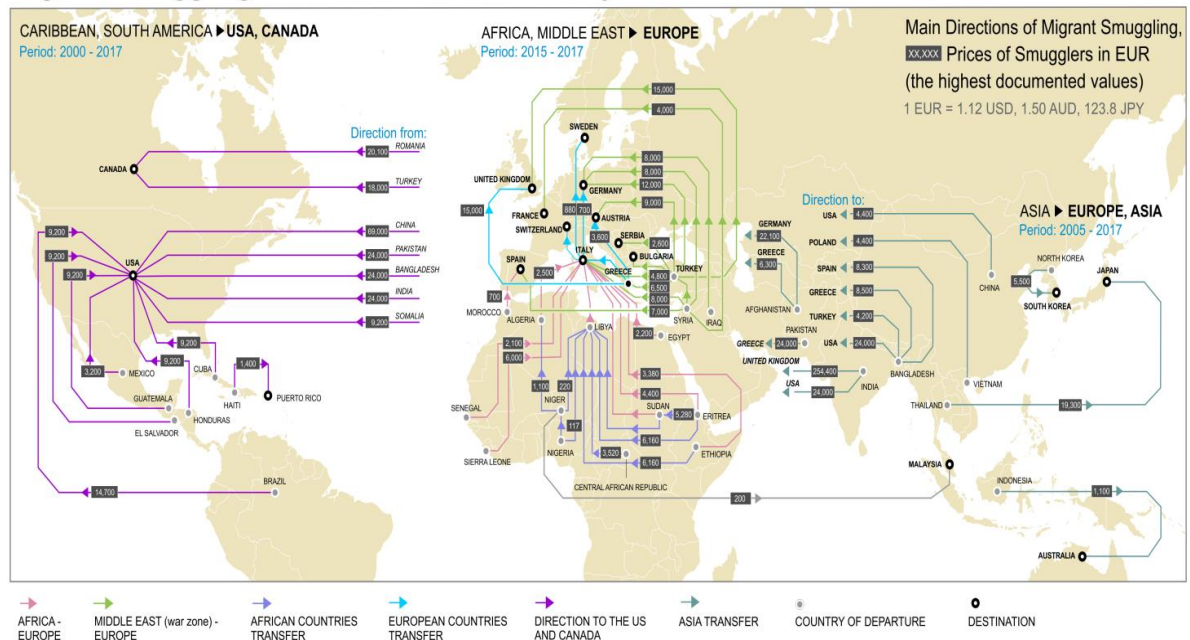 CARIBBEAN, SOUTH AMERICA ▶ USA, CANADA
Period: 2000 - 2017
AFRICA, MIDDLE EAST ▶ EUROPE
Period: 2015 - 2017
Main Directions of Migrant Smuggling,
XX,XXX Prices of Smugglers in EUR
(the highest documented values)
1 EUR = 1.12 USD, 1.50 AUD, 123.8 JPY
Direction from:
ROMANIA
20,100
CANADA
TURKEY
18,000
CHINA
69,000
9,200
PAKISTAN
24,000
9,200
USA
BANGLADESH
24,000
9,200
INDIA
24,000
SOMALIA
9,200
9,200
9,200
3,200
MEXICO
CUBA
1,400
GUATEMALA
HONDURAS
HAITI
PUERTO RICO
EL SALVADOR
BRAZIL
14,700
15,000
4,000
SWEDEN
8,000
8,000
UNITED KINGDOM
GERMANY
12,000
15,000
880
700
9,000
FRANCE
AUSTRIA
SWITZERLAND
3,600
SERBIA
2,600
ITALY
BULGARIA
SPAIN
2,500
GREECE
TURKEY
4,800
6,500
8,000
7,000
700
MOROCCO
ALGERIA
LIBYA
SYRIA
IRAQ
2,200
EGYPT
2,100
6,000
3,380
1,100
220
4,400
SENEGAL
NIGER
SUDAN
5,280
ERITREA
117
6,160
SIERRA LEONE
NIGERIA
3,520
6,160
ETHIOPIA
CENTRAL AFRICAN REPUBLIC
200
Direction to:
ASIA ▶ EUROPE, ASIA
Period: 2005 - 2017
USA
4,400
GERMANY
22,100
POLAND
4,400
GREECE
6,300
SPAIN
8,300
GREECE
8,500
TURKEY
4,200
USA
24,000
AFGHANISTAN
PAKISTAN
GREECE
24,000
UNITED KINGDOM
254,400
USA
24,000
INDIA
BANGLADESH
CHINA
NORTH KOREA
5,500
SOUTH KOREA
JAPAN
VIETNAM
THAILAND
19,300
MALAYSIA
INDONESIA
1,100
AUSTRALIA
AFRICA -
EUROPE
MIDDLE EAST (war zone) -
EUROPE
AFRICAN COUNTRIES
TRANSFER
EUROPEAN COUNTRIES
TRANSFER
DIRECTION TO THE US
AND CANADA
ASIA TRANSFER
COUNTRY OF DEPARTURE
DESTINATION